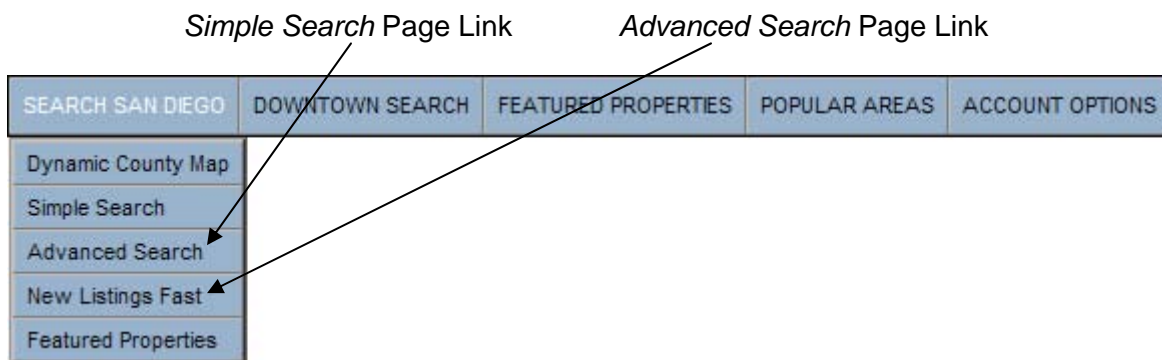 Simple Search Page Link Advanced Search Page Link
SEARCH SAN DIEGO DOWNTOWN SEARCH FEATURED PROPERTIES POPULAR AREAS ACCOUNT OPTIONS
Dynamic County Map
Simple Search
Advanced Search
New Listings Fast
Featured Properties